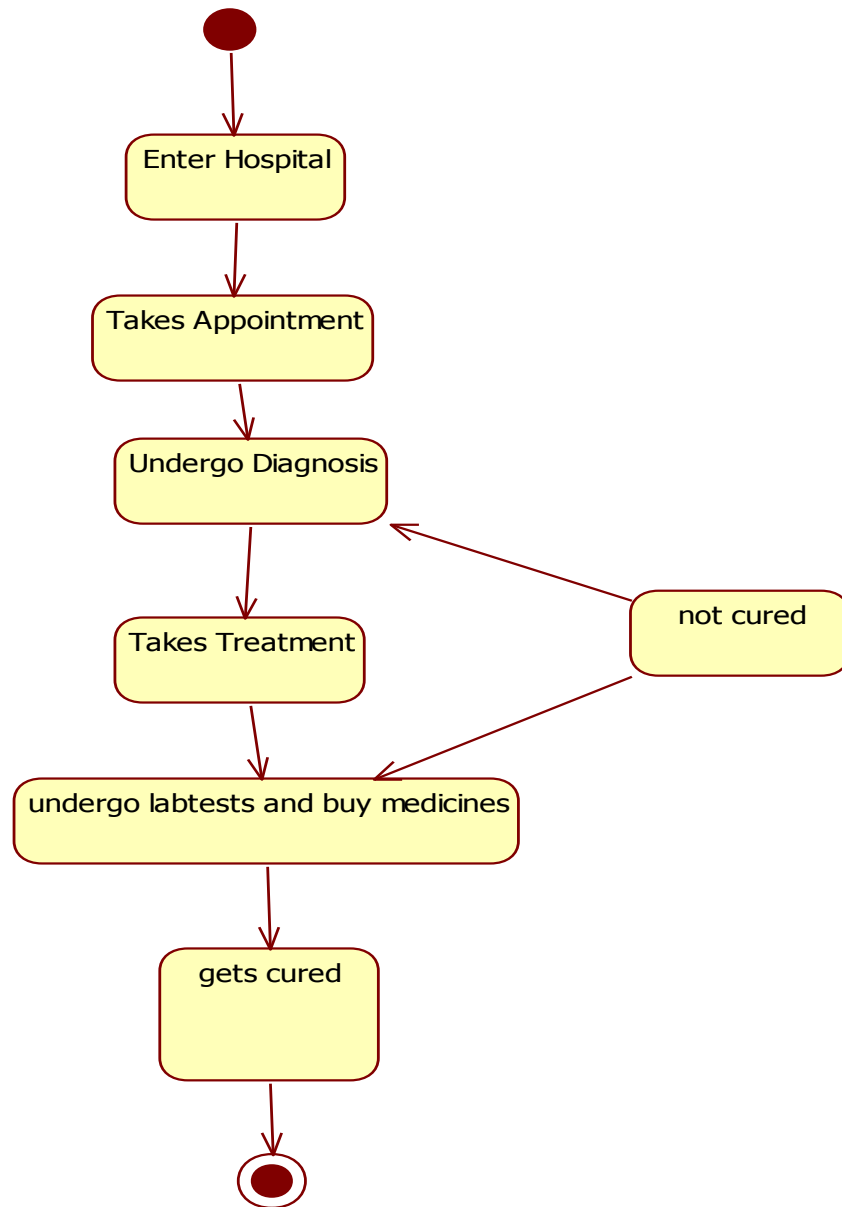 Enter Hospital
Takes Appointment
Undergo Diagnosis
not cured
Takes Treatment
undergo labtests and buy medicines
gets cured